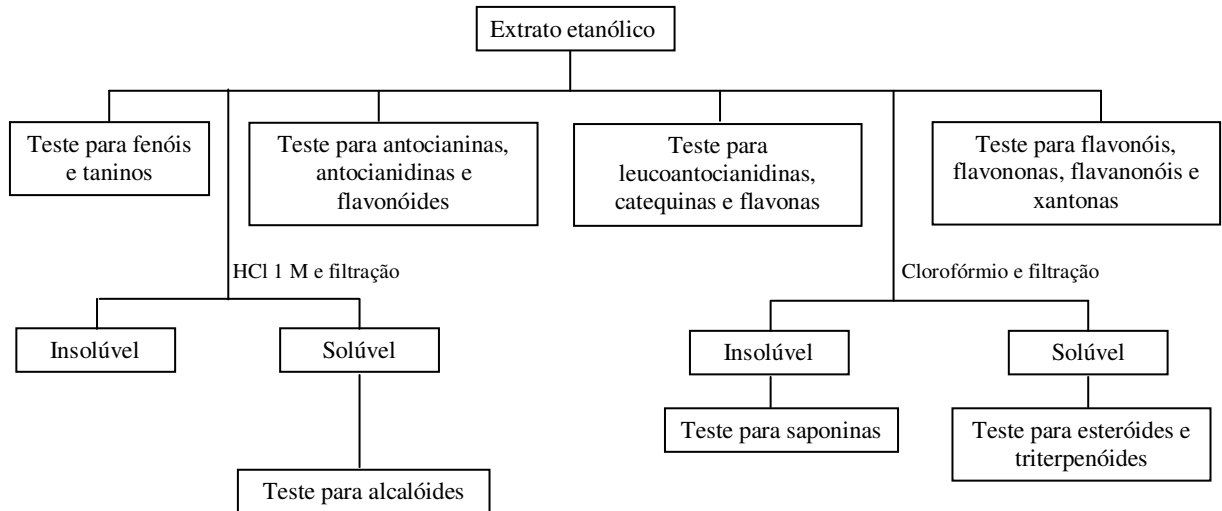 Extrato etanólico
Teste para fenóis
e taninos
Teste para antocianinas,
antocianidinas e
flavonóides
Teste para
leucoantocianidinas,
catequinas e flavonas
Teste para flavonóis,
flavononas, flavanonóis e
xantonas
HCl 1 M e filtração
Clorofórmio e filtração
Insolúvel
Solúvel
Insolúvel
Solúvel
Teste para saponinas
Teste para esteróides e
triterpenóides
Teste para alcalóides